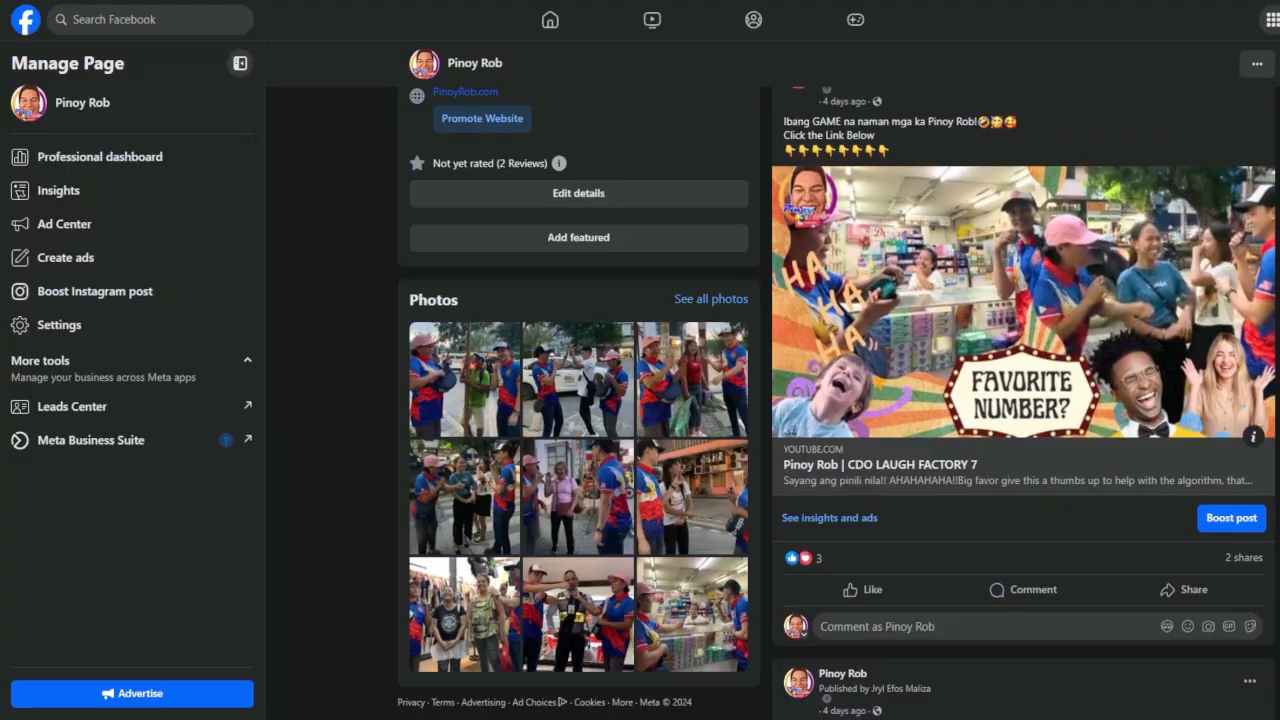 Search Facebook
Manage Page
Pinoy Rob
Professional dashboard
Insights
Ad Center
Create ads
Boost Instagram post
Settings
More tools
Manage your business across Meta apps
Leads Center
Meta Business Suite
Advertise
Pinoy Rob
PinoyRob.com
Promote Website
Not yet rated (2 Reviews)
Edit details
Add featured
Photos
See all photos
Privacy · Terms · Advertising · Ad Choices · Cookies · More · Meta © 2024
4 days ago ·
Ibang GAME na naman mga ka Pinoy Rob!🤣🥳🥰
Click the Link Below
👇👇👇👇👇👇👇👇
Pinoy
HA
HA
HA"
FAVORITE
NUMBER?
YOUTUBE.COM
Pinoy Rob | CDO LAUGH FACTORY 7
Sayang ang pinili nila!! AHAHAHAHA!!Big favor give this a thumbs up to help with the algorithm, that...
See insights and ads
Boost post
3
2 shares
Like
Comment
Share
Comment as Pinoy Rob
GIF
Pinoy Rob
Published by Jryl Efos Maliza
4 days ago ·